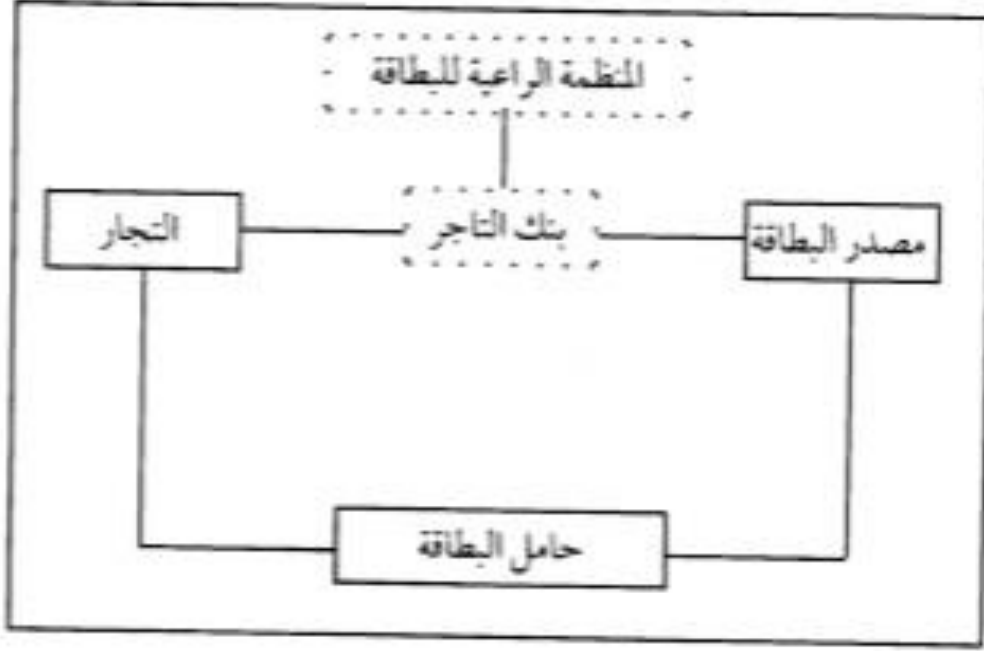 المنظمة الراعية للبطاقة
مصدر البطاقة
بنك التاجر
التجار
حامل البطاقة